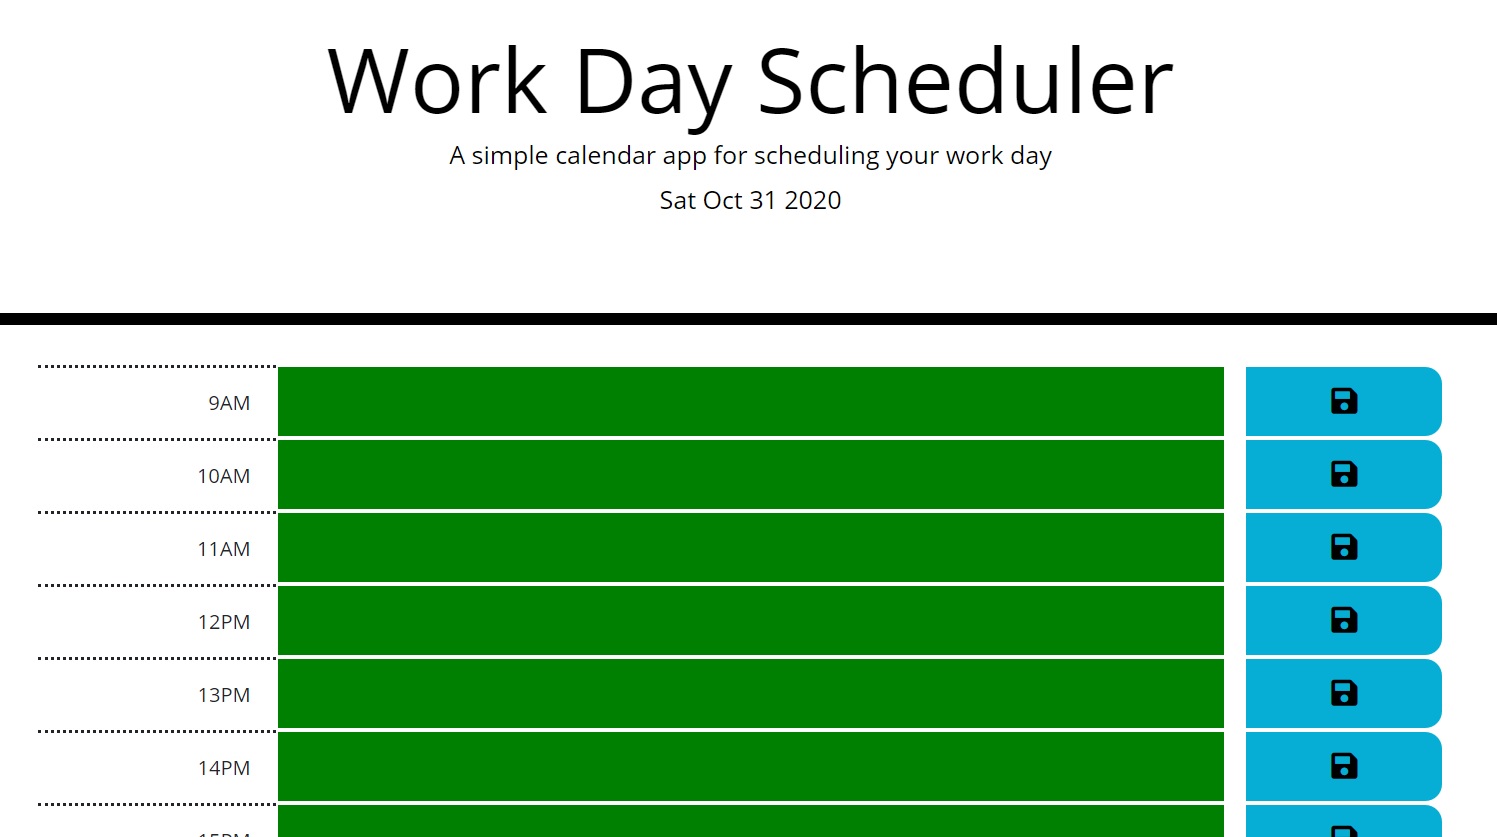 Work Day Scheduler
A simple calendar app for scheduling your work day
Sat Oct 31 2020
9AM
10AM
11AM
12PM
13PM
14PM
15PM